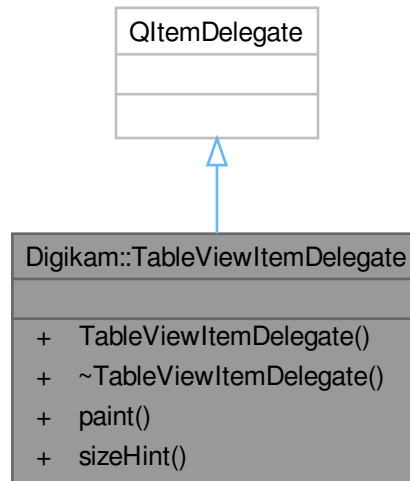 QItemDelegate
Digikam::TableViewItemDelegate
+ TableViewItemDelegate()
+ ~TableViewItemDelegate()
+ paint()
+ sizeHint()